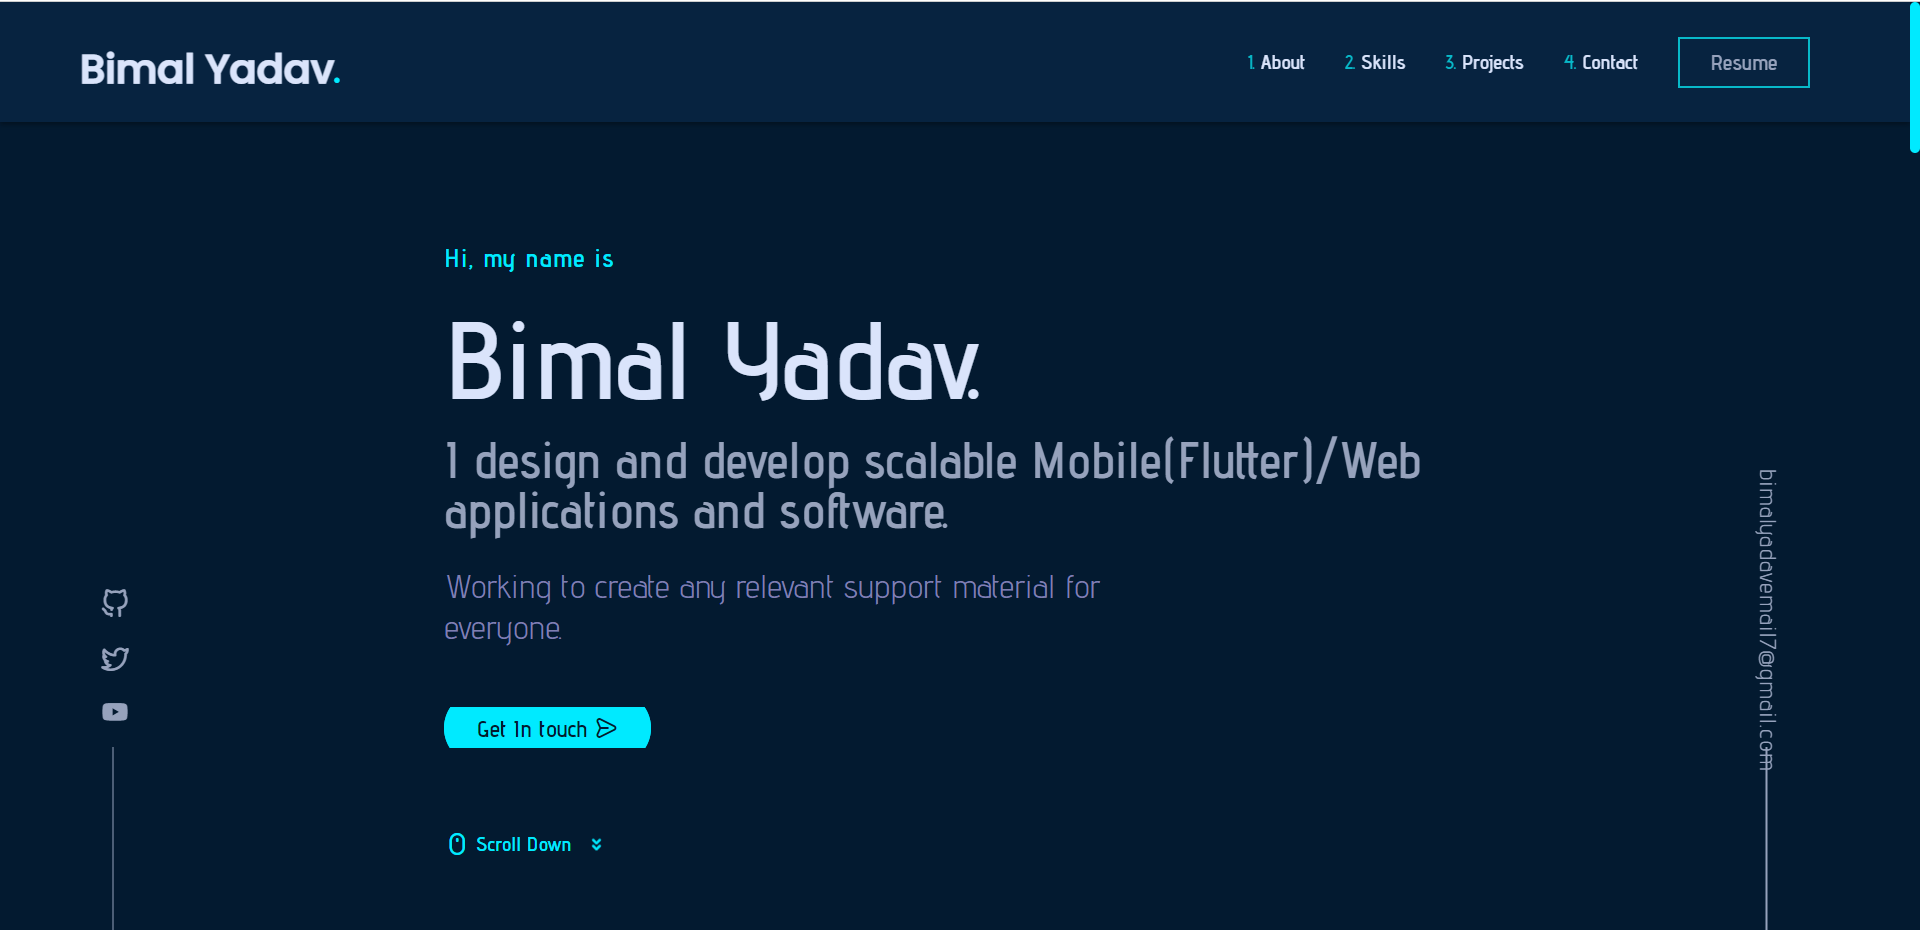 Bimal Yadav.
1. About 2. Skills 3. Projects 4. Contact Resume
Hi, my name is
Bimal Yadav.
I design and develop scalable Mobile(Flutter)/Web
applications and software.
Working to create any relevant support material for
everyone.
Get In touch
Scroll Down
bimalyadavemail7@gmail.com